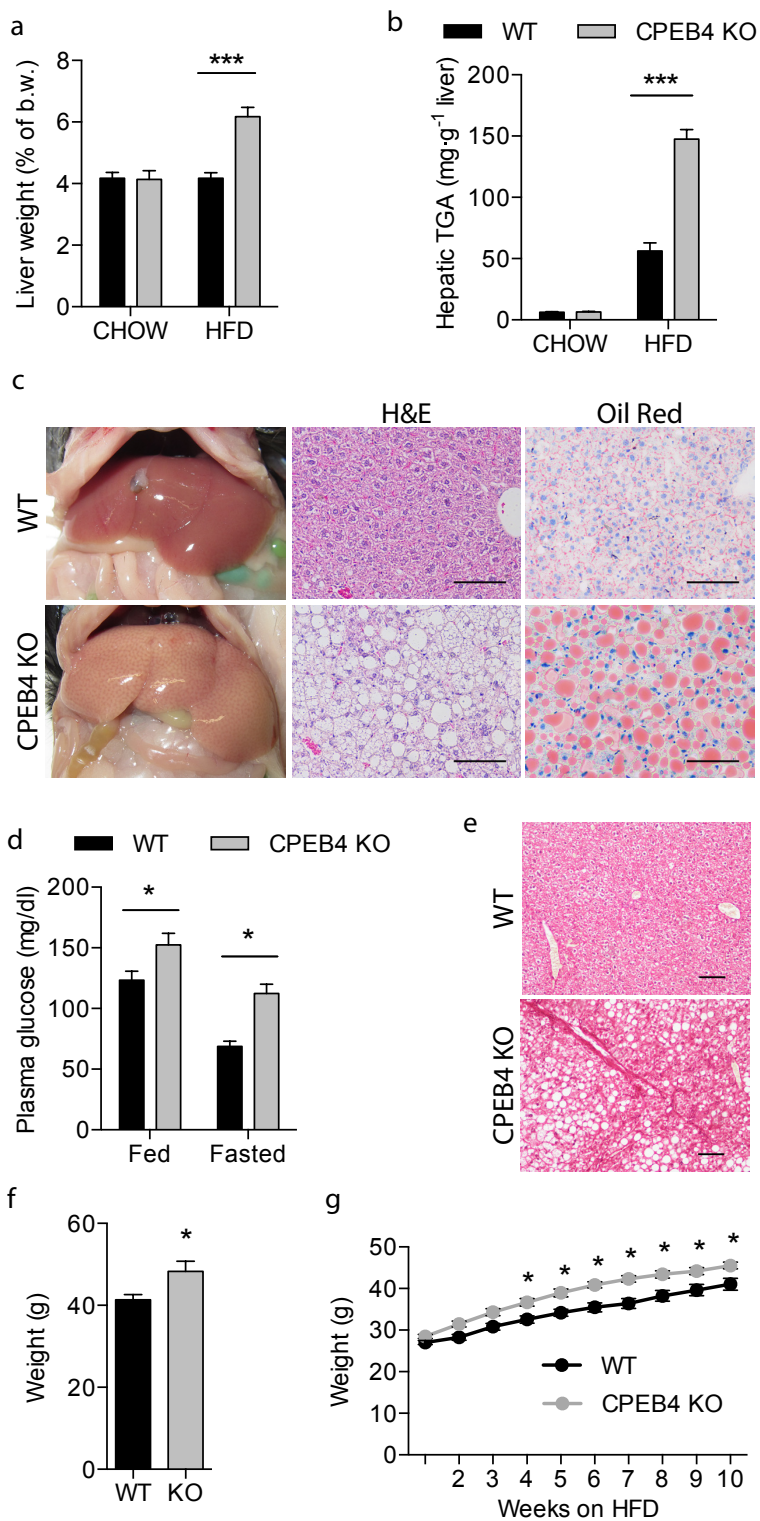 a
Liver weight (% of b.w.)
8
6
4
2
0
***
CHOW HFD
b
WT CPEB4 KO
Hepatic TGA (mg·g⁻¹ liver)
200
150
100
50
0
***
CHOW HFD
c
H&E Oil Red
WT
CPEB4 KO
d
WT CPEB4 KO
Plasma glucose (mg/dl)
200
150
100
50
0
*
*
Fed Fasted
e
WT
CPEB4 KO
f
Weight (g)
60
40
20
0
*
WT KO
g
Weight (g)
50
40
30
20
10
0
* * * * * * *
WT
CPEB4 KO
2 3 4 5 6 7 8 9 10
Weeks on HFD